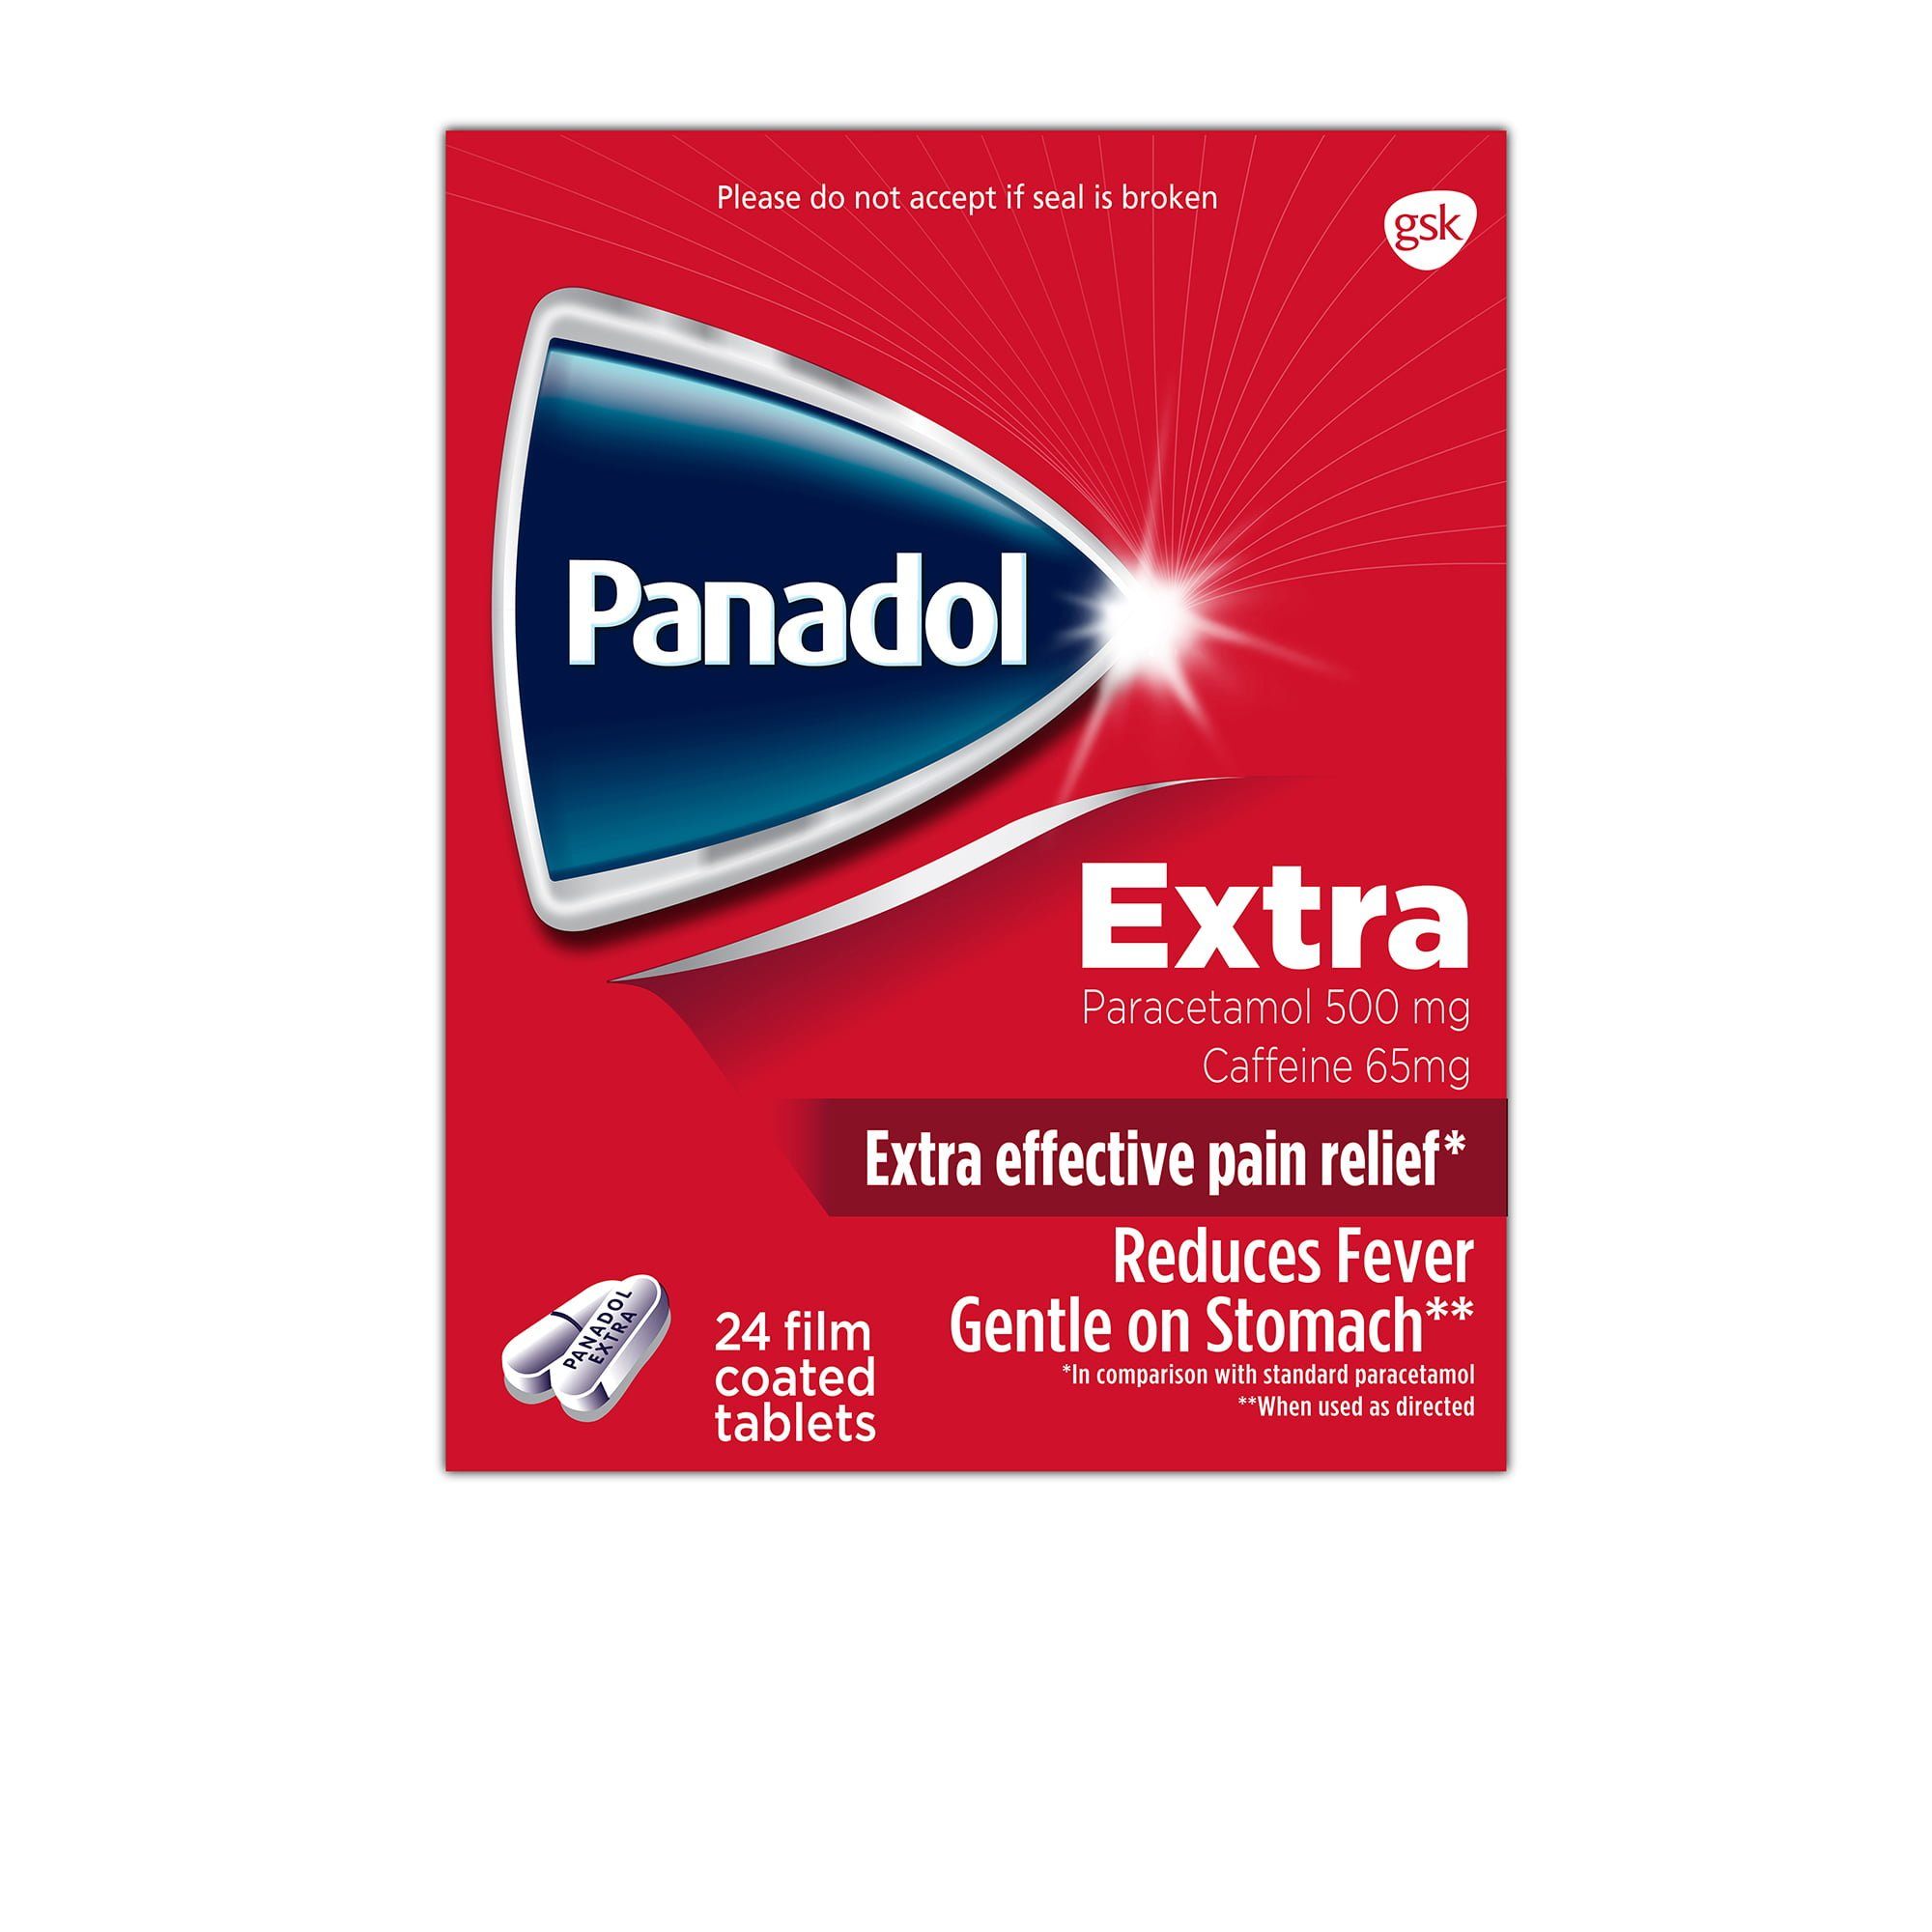 Please do not accept if seal is broken
gsk
Panadol
Extra
Paracetamol 500 mg
Caffeine 65mg
Extra effective pain relief*
Reduces Fever
Gentle on Stomach**
*In comparison with standard paracetamol
**When used as directed
PANADOL
EXTRA
24 film
coated
tablets